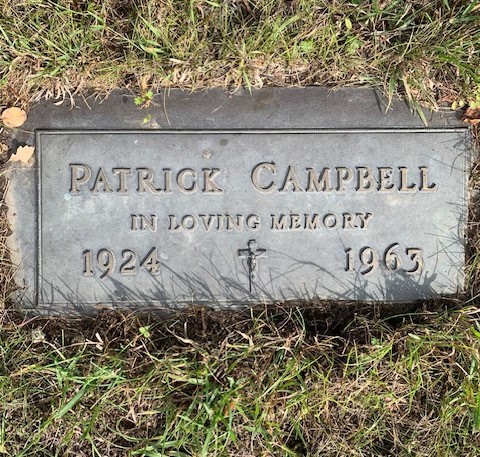 PATRICK CAMPBELL
IN LOVING MEMORY
1924 1963